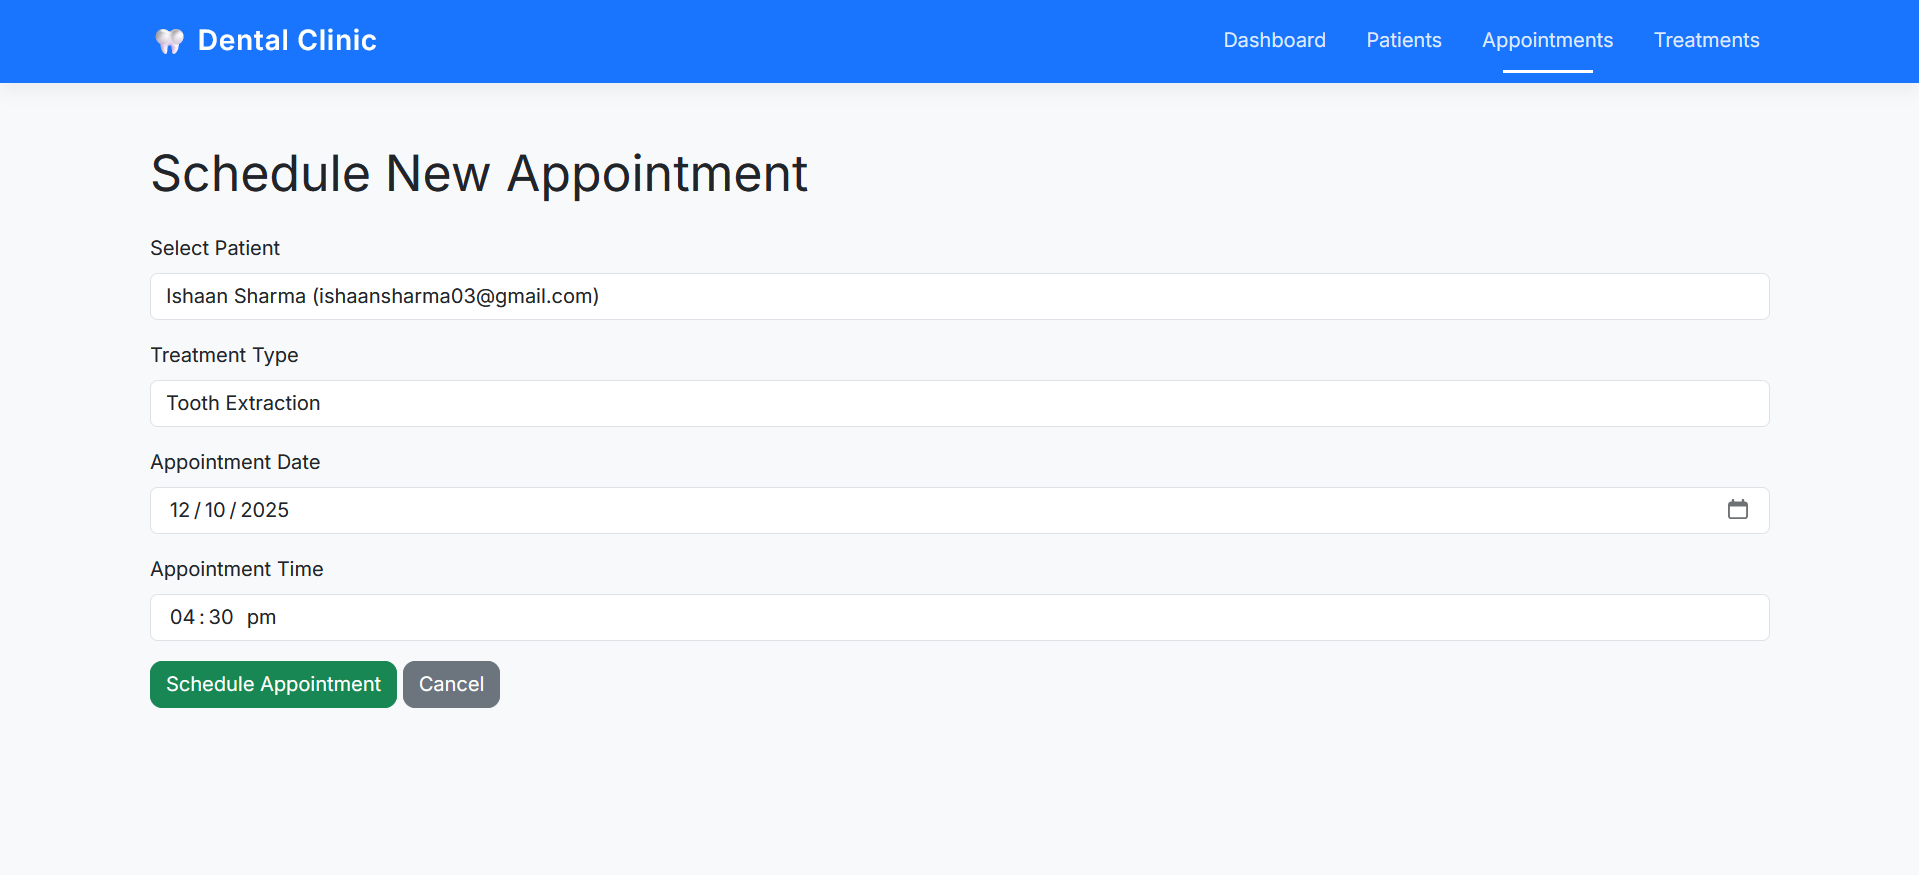 Dental Clinic
Dashboard Patients Appointments Treatments
Schedule New Appointment
Select Patient
Ishaan Sharma (ishaansharma03@gmail.com)
Treatment Type
Tooth Extraction
Appointment Date
12/10/2025
Appointment Time
04:30 pm
Schedule Appointment Cancel